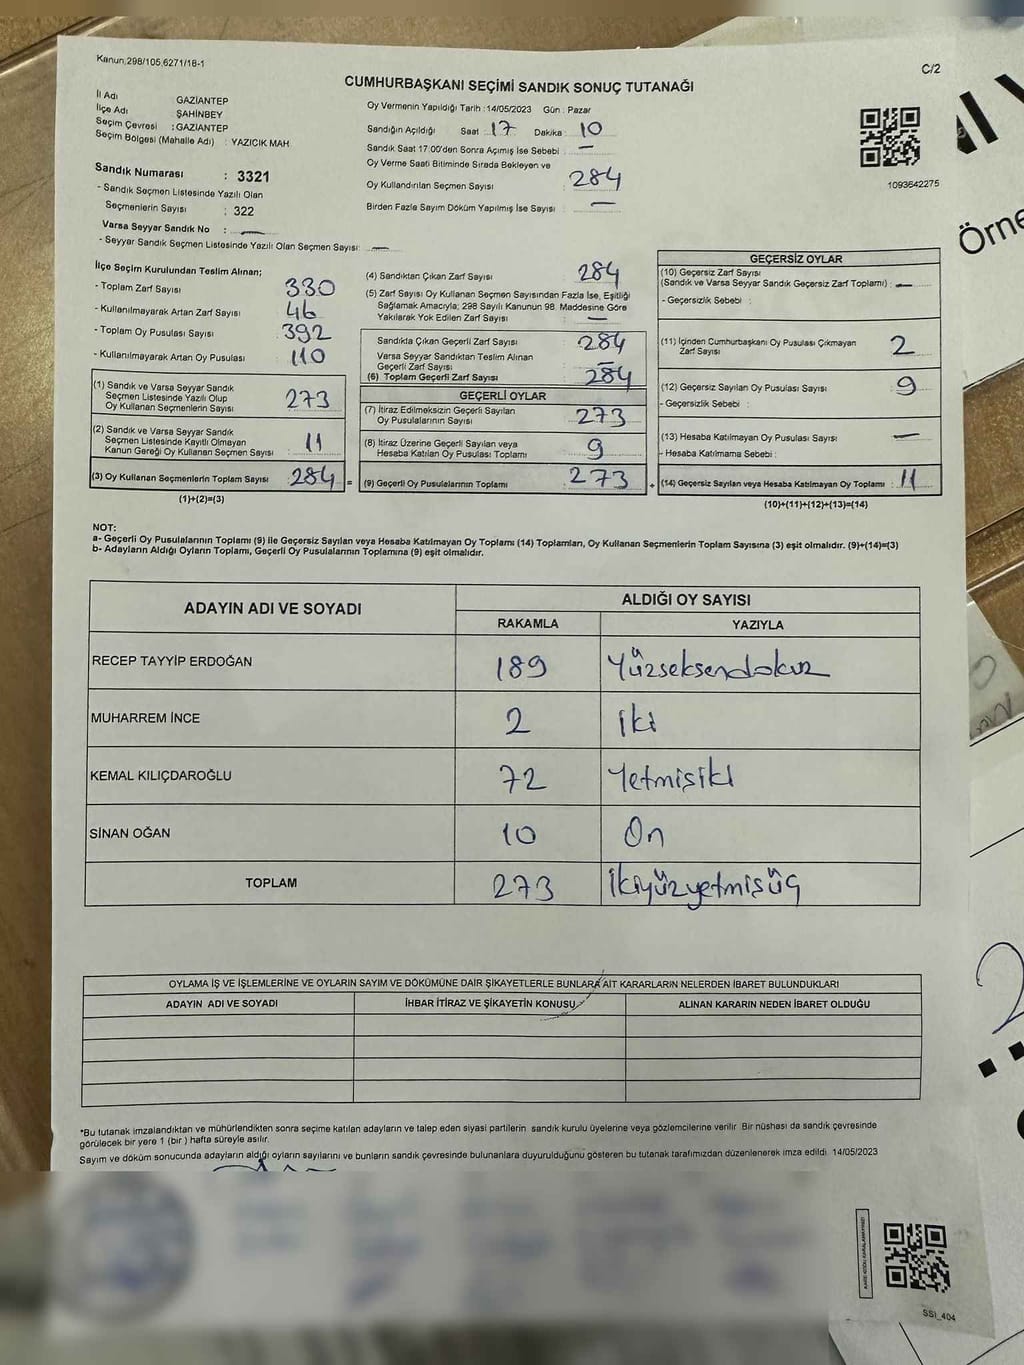 Kanun,298/105,6271/18-1
C/2
CUMHURBAŞKANI SEÇİMİ SANDIK SONUÇ TUTANAĞI
İl Adı GAZİANTEP
İlçe Adı ŞAHİNBEY
Seçim Çevresi : GAZİANTEP
Seçim Bölgesi (Mahalle Adı) : YAZICIK MAH.
Sandık Numarası : 3321
- Sandık Seçmen Listesinde Yazılı Olan
Seçmenlerin Sayısı : 322
Varsa Seyyar Sandık No : —
- Seyyar Sandık Seçmen Listesinde Yazılı Olan Seçmen Sayısı: —
Oy Vermenin Yapıldığı Tarih : 14/05/2023 Gün : Pazar
Sandığın Açıldığı Saat 17 Dakika 10
Sandık Saat 17:00'den Sonra Açımış İse Sebebi : —
Oy Verme Saati Bitiminde Sırada Bekleyen ve
Oy Kullandırılan Seçmen Sayısı : 284
Birden Fazla Sayım Döküm Yapılmış İse Sayısı : —
1093642275
Örne
İlçe Seçim Kurulundan Teslim Alınan;
- Toplam Zarf Sayısı : 330
- Kullanılmayarak Artan Zarf Sayısı : 46
- Toplam Oy Pusulası Sayısı : 392
- Kullanılmayarak Artan Oy Pusulası : 110
(1) Sandık ve Varsa Seyyar Sandık
Seçmen Listesinde Yazılı Olup
Oy Kullanan Seçmenlerin Sayısı : 273
(2) Sandık ve Varsa Seyyar Sandık
Seçmen Listesinde Kayıtlı Olmayan
Kanun Gereği Oy Kullanan Seçmen Sayısı : 11
(3) Oy Kullanan Seçmenlerin Toplam Sayısı : 284 =
(1)+(2)=(3)
(4) Sandıktan Çıkan Zarf Sayısı : 284
(5) Zarf Sayısı Oy Kullanan Seçmen Sayısından Fazla İse, Eşitliği
Sağlamak Amacıyla; 298 Sayılı Kanunun 98. Maddesine Göre
Yakılarak Yok Edilen Zarf Sayısı : —
Sandıkta Çıkan Geçerli Zarf Sayısı : 284
Varsa Seyyar Sandıktan Teslim Alınan
Geçerli Zarf Sayısı : —
(6) Toplam Geçerli Zarf Sayısı : 284
GEÇERLİ OYLAR
(7) İtiraz Edilmeksizin Geçerli Sayılan
Oy Pusulalarının Sayısı : 273
(8) İtiraz Üzerine Geçerli Sayılan veya
Hesaba Katılan Oy Pusulası Toplamı : 9
(9) Geçerli Oy Pusulalarının Toplamı : 273 +
GEÇERSİZ OYLAR
(10) Geçersiz Zarf Sayısı
(Sandık ve Varsa Seyyar Sandık Geçersiz Zarf Toplamı) : —
- Geçersizlik Sebebi :
(11) İçinden Cumhurbaşkanı Oy Pusulası Çıkmayan
Zarf Sayısı : 2
(12) Geçersiz Sayılan Oy Pusulası Sayısı : 9
- Geçersizlik Sebebi :
(13) Hesaba Katılmayan Oy Pusulası Sayısı : —
- Hesaba Katılmama Sebebi :
(14) Geçersiz Sayılan veya Hesaba Katılmayan Oy Toplamı : 11
(10)+(11)+(12)+(13)=(14)
NOT:
a- Geçerli Oy Pusulalarının Toplamı (9) ile Geçersiz Sayılan veya Hesaba Katılmayan Oy Toplamı (14) Toplamları, Oy Kullanan Seçmenlerin Toplam Sayısına (3) eşit olmalıdır. (9)+(14)=(3)
b- Adayların Aldığı Oyların Toplamı, Geçerli Oy Pusulalarının Toplamına (9) eşit olmalıdır.
ADAYIN ADI VE SOYADI ALDIĞI OY SAYISI
RAKAMLA YAZIYLA
RECEP TAYYİP ERDOĞAN 189 Yüzseksendokuz
MUHARREM İNCE 2 iki
KEMAL KILIÇDAROĞLU 72 Yetmişiki
SİNAN OĞAN 10 On
TOPLAM 273 İkiyüzyetmişüç
OYLAMA İŞ VE İŞLEMLERİNE VE OYLARIN SAYIM VE DÖKÜMÜNE DAİR ŞİKAYETLERLE BUNLARA AİT KARARLARIN NELERDEN İBARET BULUNDUKLARI
ADAYIN ADI VE SOYADI İHBAR İTİRAZ VE ŞİKAYETİN KONUSU ALINAN KARARIN NEDEN İBARET OLDUĞU
*Bu tutanak imzalandıktan ve mühürlendikten sonra seçime katılan adayların ve talep eden siyasi partilerin sandık kurulu üyelerine veya gözlemcilerine verilir. Bir nüshası da sandık çevresinde
görülecek bir yere 1 (bir ) hafta süreyle asılır.
Sayım ve döküm sonucunda adayların aldığı oyların sayılarını ve bunların sandık çevresinde bulunanlara duyurulduğunu gösteren bu tutanak tarafımızdan düzenlenerek imza edildi. 14/05/2023
SSI_404